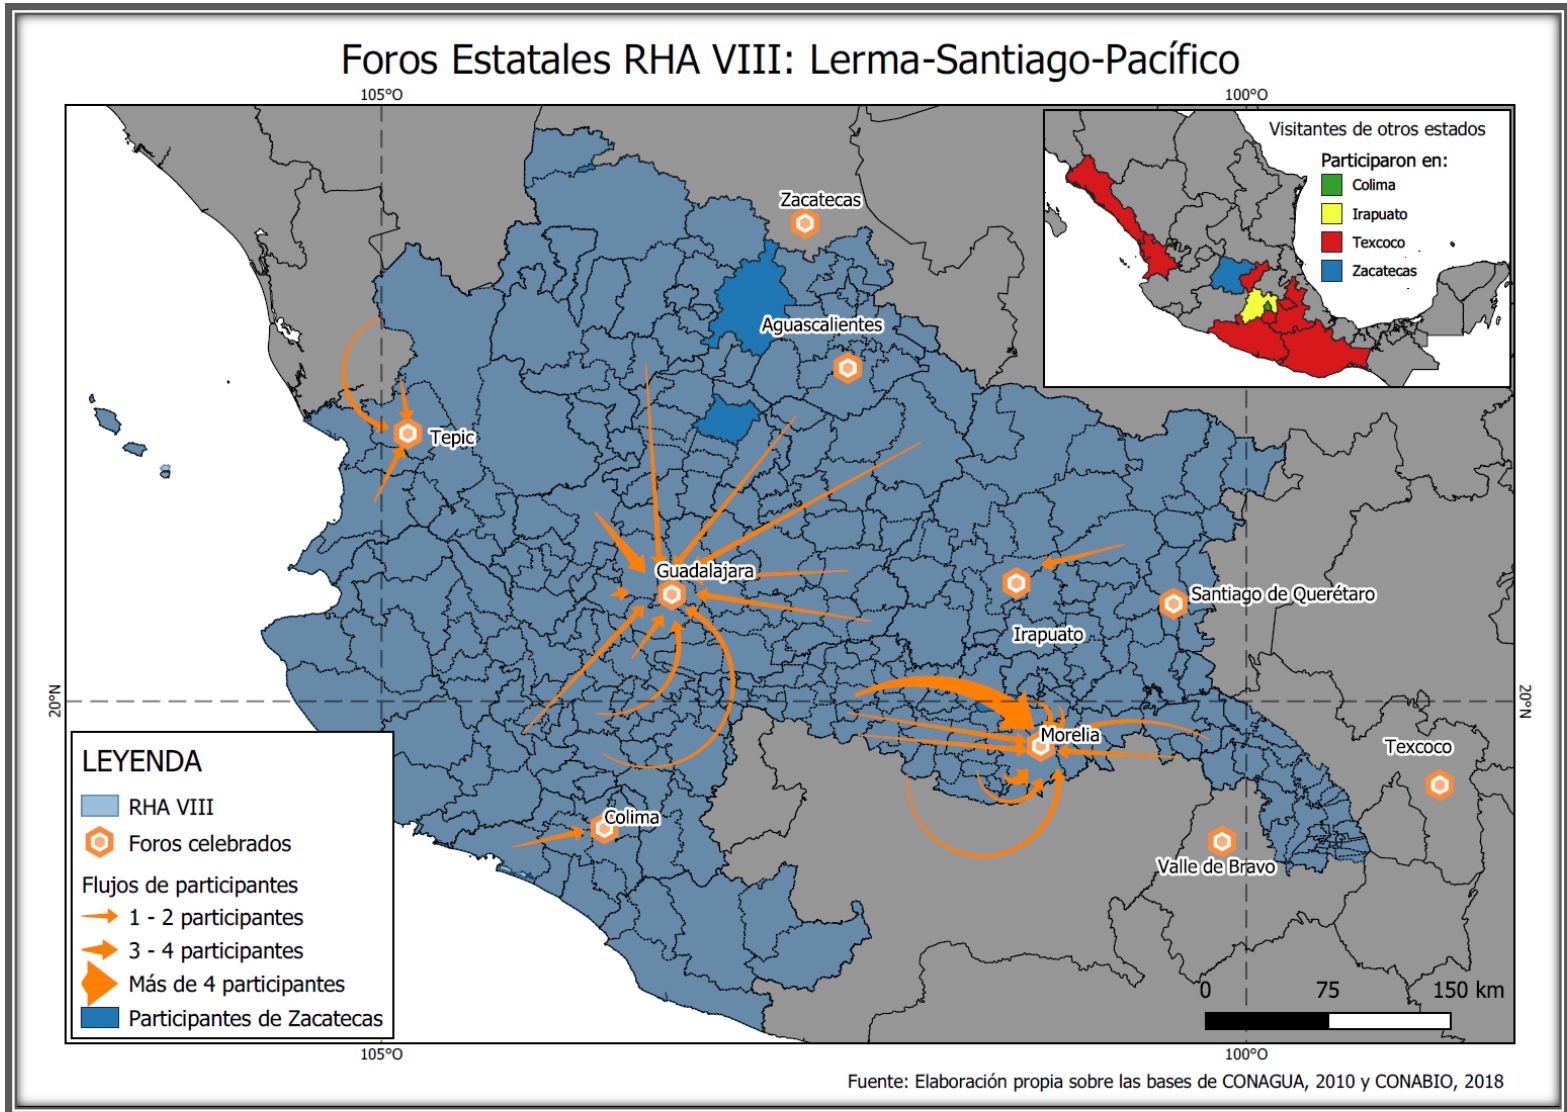 Foros Estatales RHA VIII: Lerma-Santiago-Pacífico
105°O
100°O
Visitantes de otros estados
Participaron en:
Colima
Irapuato
Texcoco
Zacatecas
Zacatecas
Aguascalientes
Tepic
Guadalajara
Santiago de Querétaro
Irapuato
20°N
20°N
Morelia
Texcoco
Colima
Valle de Bravo
LEYENDA
RHA VIII
Foros celebrados
Flujos de participantes
1 - 2 participantes
3 - 4 participantes
Más de 4 participantes
Participantes de Zacatecas
0 75 150 km
105°O
100°O
Fuente: Elaboración propia sobre las bases de CONAGUA, 2010 y CONABIO, 2018